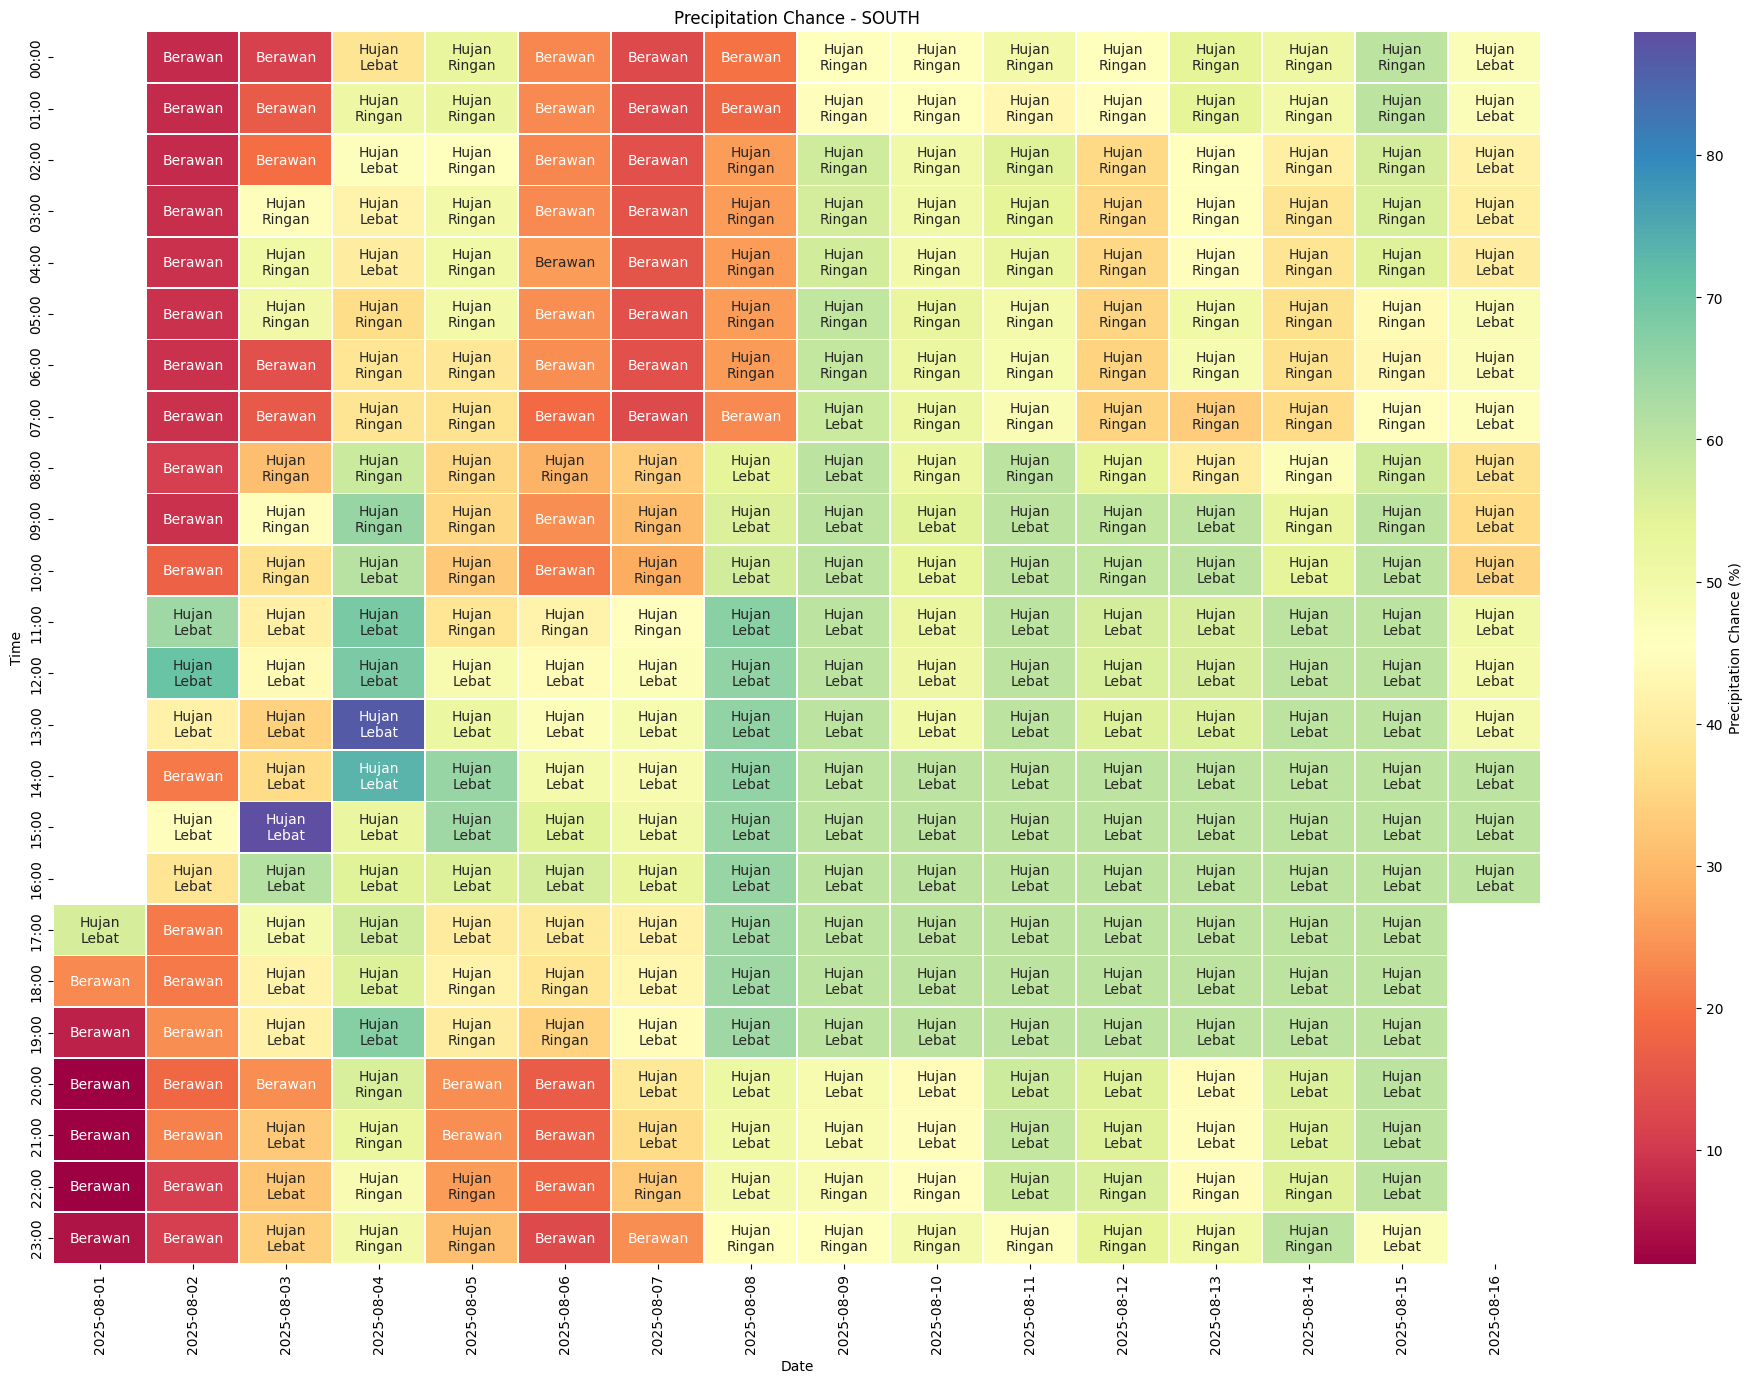 Precipitation Chance - SOUTH
00:00 Berawan Berawan Hujan Lebat Hujan Ringan Berawan Berawan Berawan Hujan Ringan Hujan Ringan Hujan Ringan Hujan Ringan Hujan Ringan Hujan Ringan Hujan Ringan Hujan Lebat
01:00 Berawan Berawan Hujan Ringan Hujan Ringan Berawan Berawan Berawan Hujan Ringan Hujan Ringan Hujan Ringan Hujan Ringan Hujan Ringan Hujan Ringan Hujan Ringan Hujan Lebat
02:00 Berawan Berawan Hujan Lebat Hujan Ringan Berawan Berawan Hujan Ringan Hujan Ringan Hujan Ringan Hujan Ringan Hujan Ringan Hujan Ringan Hujan Ringan Hujan Ringan Hujan Lebat
03:00 Berawan Hujan Ringan Hujan Lebat Hujan Ringan Berawan Berawan Hujan Ringan Hujan Ringan Hujan Ringan Hujan Ringan Hujan Ringan Hujan Ringan Hujan Ringan Hujan Ringan Hujan Lebat
04:00 Berawan Hujan Ringan Hujan Lebat Hujan Ringan Berawan Berawan Hujan Ringan Hujan Ringan Hujan Ringan Hujan Ringan Hujan Ringan Hujan Ringan Hujan Ringan Hujan Ringan Hujan Lebat
05:00 Berawan Hujan Ringan Hujan Ringan Hujan Ringan Berawan Berawan Hujan Ringan Hujan Ringan Hujan Ringan Hujan Ringan Hujan Ringan Hujan Ringan Hujan Ringan Hujan Ringan Hujan Lebat
06:00 Berawan Berawan Hujan Ringan Hujan Ringan Berawan Berawan Hujan Ringan Hujan Ringan Hujan Ringan Hujan Ringan Hujan Ringan Hujan Ringan Hujan Ringan Hujan Ringan Hujan Lebat
07:00 Berawan Berawan Hujan Ringan Hujan Ringan Berawan Berawan Berawan Hujan Lebat Hujan Ringan Hujan Ringan Hujan Ringan Hujan Ringan Hujan Ringan Hujan Ringan Hujan Lebat
08:00 Berawan Hujan Ringan Hujan Ringan Hujan Ringan Hujan Ringan Hujan Ringan Hujan Lebat Hujan Lebat Hujan Ringan Hujan Ringan Hujan Ringan Hujan Ringan Hujan Ringan Hujan Ringan Hujan Lebat
09:00 Berawan Hujan Ringan Hujan Ringan Hujan Ringan Berawan Hujan Ringan Hujan Lebat Hujan Lebat Hujan Lebat Hujan Lebat Hujan Ringan Hujan Lebat Hujan Ringan Hujan Ringan Hujan Lebat
10:00 Berawan Hujan Ringan Hujan Lebat Hujan Ringan Berawan Hujan Ringan Hujan Lebat Hujan Lebat Hujan Lebat Hujan Lebat Hujan Ringan Hujan Lebat Hujan Lebat Hujan Lebat Hujan Lebat
11:00 Hujan Lebat Hujan Lebat Hujan Lebat Hujan Ringan Hujan Ringan Hujan Ringan Hujan Lebat Hujan Lebat Hujan Lebat Hujan Lebat Hujan Lebat Hujan Lebat Hujan Lebat Hujan Lebat Hujan Lebat
12:00 Hujan Lebat Hujan Lebat Hujan Lebat Hujan Lebat Hujan Lebat Hujan Lebat Hujan Lebat Hujan Lebat Hujan Lebat Hujan Lebat Hujan Lebat Hujan Lebat Hujan Lebat Hujan Lebat Hujan Lebat
13:00 Hujan Lebat Hujan Lebat Hujan Lebat Hujan Lebat Hujan Lebat Hujan Lebat Hujan Lebat Hujan Lebat Hujan Lebat Hujan Lebat Hujan Lebat Hujan Lebat Hujan Lebat Hujan Lebat Hujan Lebat
14:00 Berawan Hujan Lebat Hujan Lebat Hujan Lebat Hujan Lebat Hujan Lebat Hujan Lebat Hujan Lebat Hujan Lebat Hujan Lebat Hujan Lebat Hujan Lebat Hujan Lebat Hujan Lebat Hujan Lebat
15:00 Hujan Lebat Hujan Lebat Hujan Lebat Hujan Lebat Hujan Lebat Hujan Lebat Hujan Lebat Hujan Lebat Hujan Lebat Hujan Lebat Hujan Lebat Hujan Lebat Hujan Lebat Hujan Lebat Hujan Lebat
16:00 Hujan Lebat Hujan Lebat Hujan Lebat Hujan Lebat Hujan Lebat Hujan Lebat Hujan Lebat Hujan Lebat Hujan Lebat Hujan Lebat Hujan Lebat Hujan Lebat Hujan Lebat Hujan Lebat Hujan Lebat
17:00 Hujan Lebat Berawan Hujan Lebat Hujan Lebat Hujan Lebat Hujan Lebat Hujan Lebat Hujan Lebat Hujan Lebat Hujan Lebat Hujan Lebat Hujan Lebat Hujan Lebat Hujan Lebat Hujan Lebat
18:00 Berawan Berawan Hujan Lebat Hujan Lebat Hujan Ringan Hujan Ringan Hujan Lebat Hujan Lebat Hujan Lebat Hujan Lebat Hujan Lebat Hujan Lebat Hujan Lebat Hujan Lebat Hujan Lebat
19:00 Berawan Berawan Hujan Lebat Hujan Lebat Hujan Ringan Hujan Ringan Hujan Lebat Hujan Lebat Hujan Lebat Hujan Lebat Hujan Lebat Hujan Lebat Hujan Lebat Hujan Lebat Hujan Lebat
20:00 Berawan Berawan Berawan Hujan Ringan Berawan Berawan Hujan Lebat Hujan Lebat Hujan Lebat Hujan Lebat Hujan Lebat Hujan Lebat Hujan Lebat Hujan Lebat Hujan Lebat
21:00 Berawan Berawan Hujan Lebat Hujan Ringan Berawan Berawan Hujan Lebat Hujan Lebat Hujan Lebat Hujan Lebat Hujan Lebat Hujan Lebat Hujan Lebat Hujan Lebat Hujan Lebat
22:00 Berawan Berawan Hujan Lebat Hujan Ringan Hujan Ringan Berawan Hujan Ringan Hujan Lebat Hujan Ringan Hujan Ringan Hujan Lebat Hujan Ringan Hujan Ringan Hujan Ringan Hujan Lebat
23:00 Berawan Berawan Hujan Lebat Hujan Ringan Hujan Ringan Berawan Berawan Hujan Ringan Hujan Ringan Hujan Ringan Hujan Ringan Hujan Ringan Hujan Ringan Hujan Ringan Hujan Lebat
Time
2025-08-01 2025-08-02 2025-08-03 2025-08-04 2025-08-05 2025-08-06 2025-08-07 2025-08-08 2025-08-09 2025-08-10 2025-08-11 2025-08-12 2025-08-13 2025-08-14 2025-08-15 2025-08-16
Date
80
70
60
50
40
30
20
10
Precipitation Chance (%)